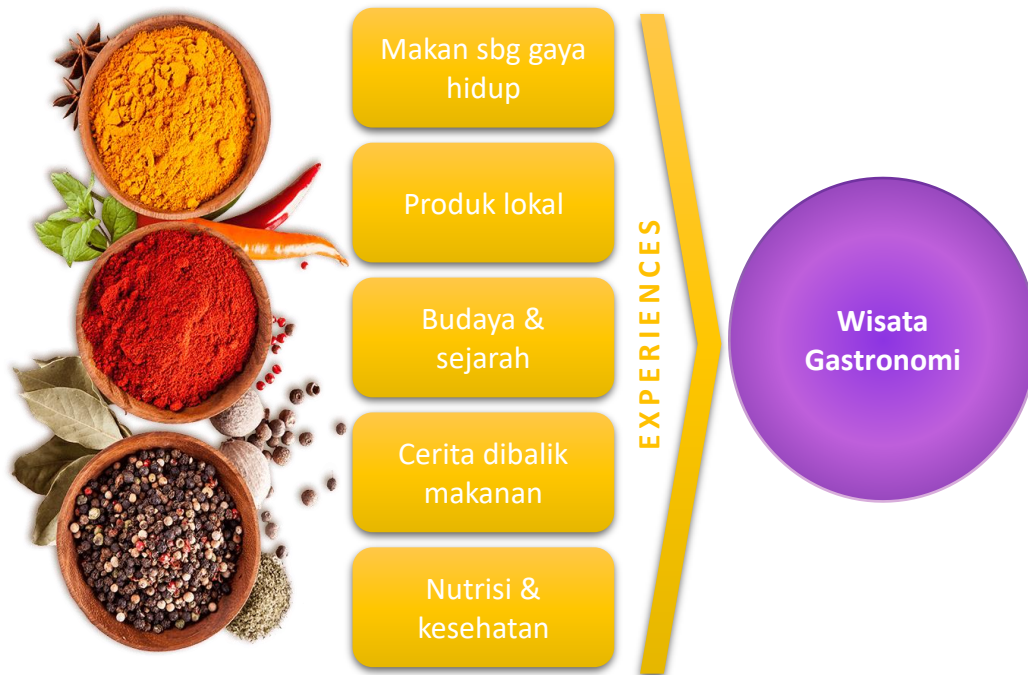 Makan sbg gaya
hidup
Produk lokal
Budaya &
sejarah
Cerita dibalik
makanan
Nutrisi &
kesehatan
EXPERIENCES
Wisata
Gastronomi